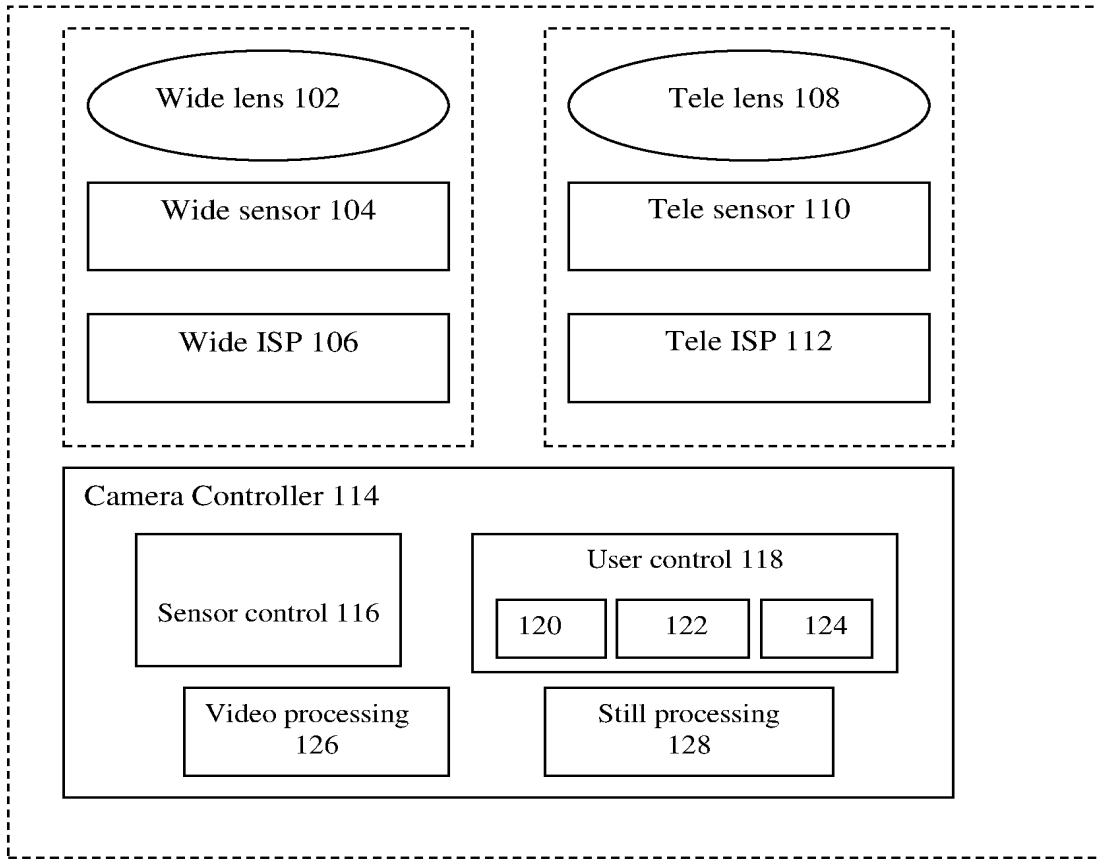 Wide lens 102
Tele lens 108
Wide sensor 104
Tele sensor 110
Wide ISP 106
Tele ISP 112
Camera Controller 114
User control 118
Sensor control 116
120
122
124
Video processing
126
Still processing
128